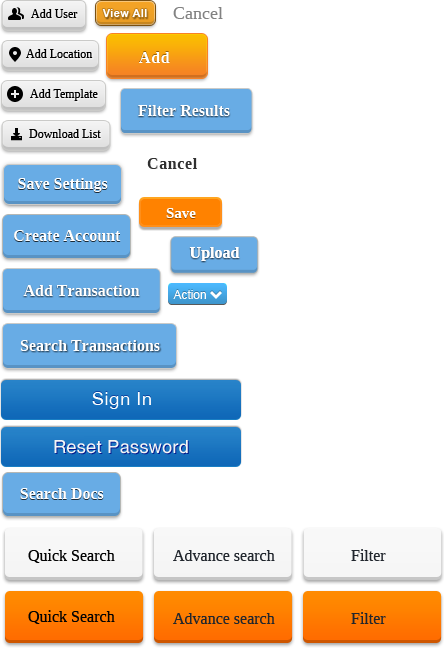 Add User
View All
Cancel
Add Location
Add
Add Template
Filter Results
Download List
Cancel
Save Settings
Save
Create Account
Upload
Add Transaction
Action
Search Transactions
Sign In
Reset Password
Search Docs
Quick Search
Advance search
Filter
Quick Search
Advance search
Filter